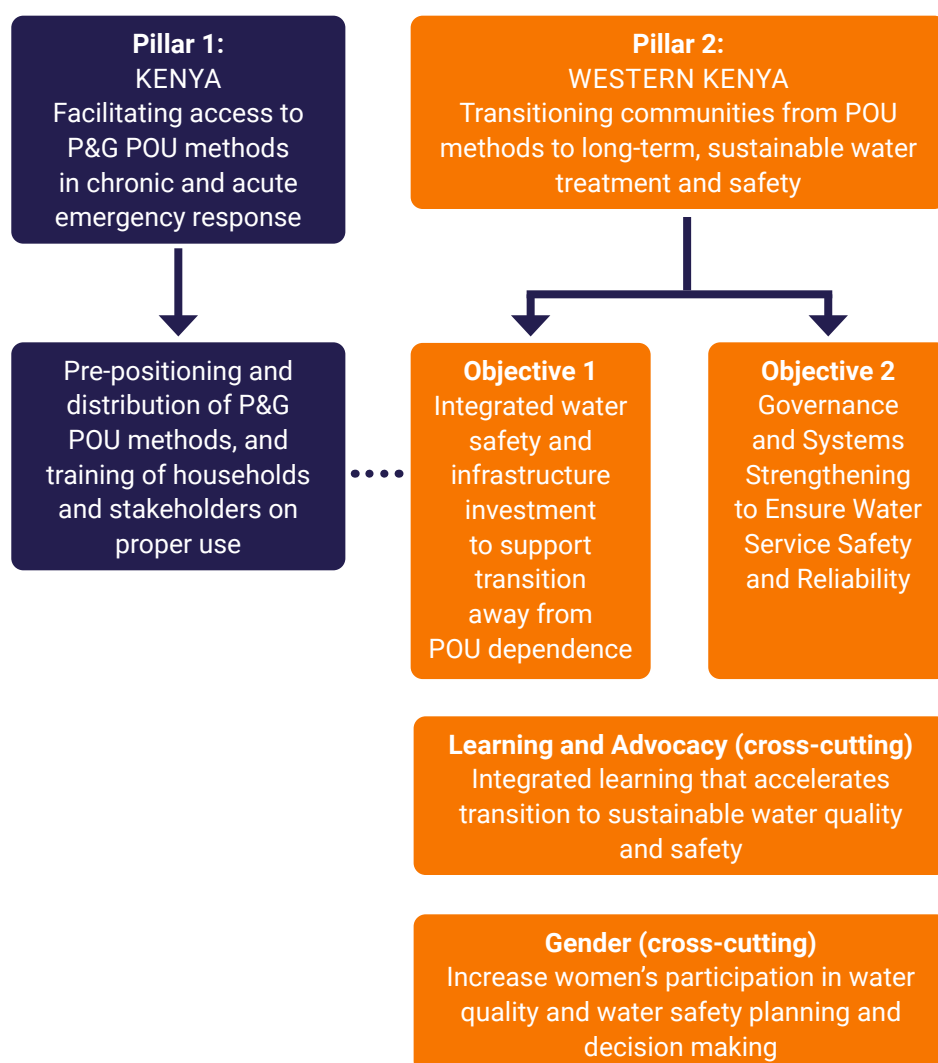 Pillar 1:
KENYA
Facilitating access to
P&G POU methods
in chronic and acute
emergency response
Pillar 2:
WESTERN KENYA
Transitioning communities from POU
methods to long-term, sustainable water
treatment and safety
Pre-positioning and
distribution of P&G
POU methods, and
training of households
and stakeholders on
proper use
Objective 1
Integrated water
safety and
infrastructure
investment
to support
transition
away from
POU dependence
Objective 2
Governance
and Systems
Strengthening
to Ensure Water
Service Safety
and Reliability
Learning and Advocacy (cross-cutting)
Integrated learning that accelerates
transition to sustainable water quality
and safety
Gender (cross-cutting)
Increase women’s participation in water
quality and water safety planning and
decision making